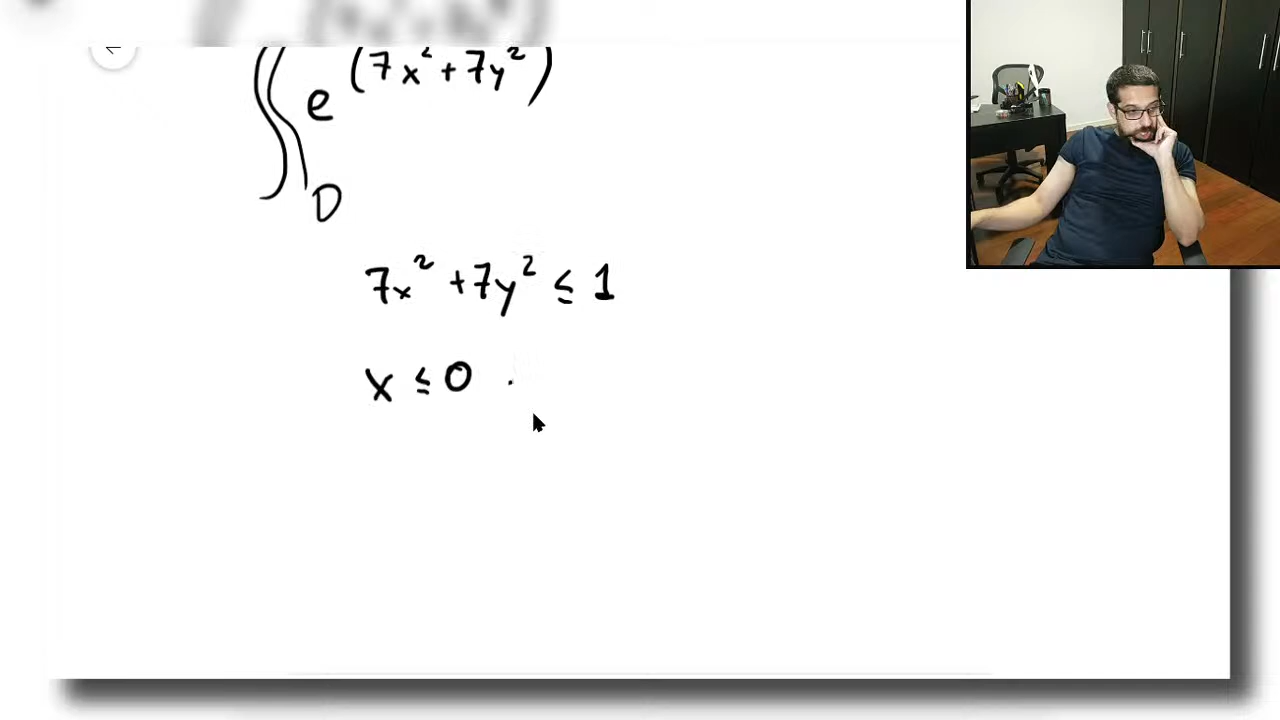 ∬_D e^(7x² + 7y²)
7x² + 7y² ≤ 1
x ≤ 0 .